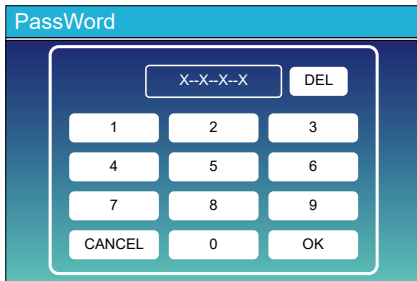 PassWord
X--X--X--X DEL
1 2 3
4 5 6
7 8 9
CANCEL 0 OK